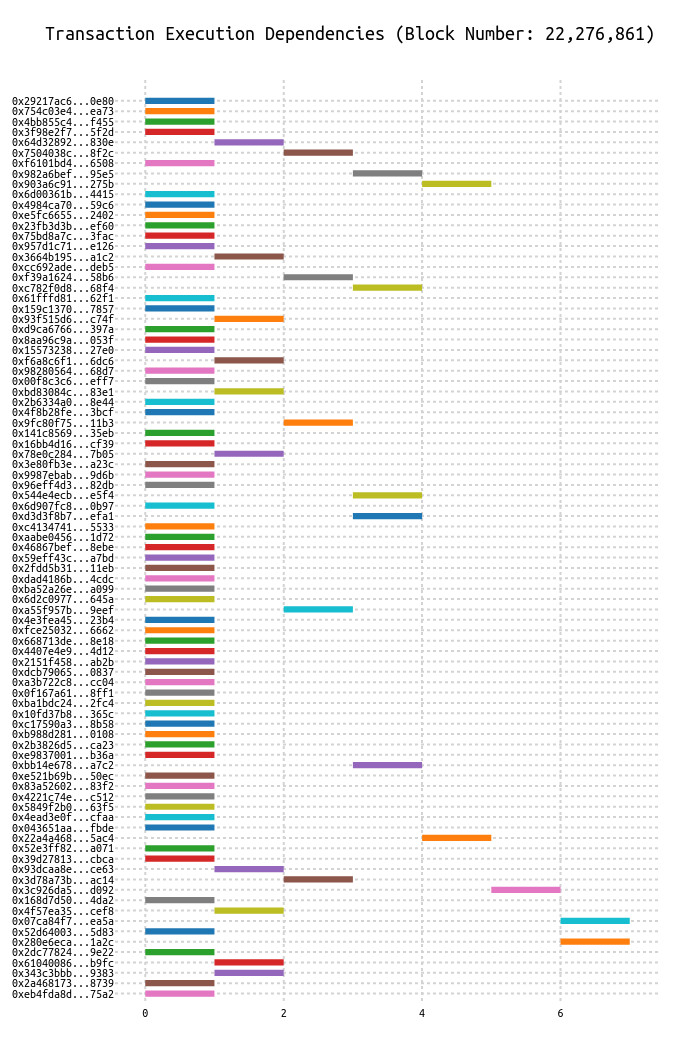 Transaction Execution Dependencies (Block Number: 22,276,861)
0x29217ac6...0e80
0x754c03e4...ea73
0x4bb855c4...f455
0x3f98e2f7...5f2d
0x64d32892...830e
0x7504038c...8f2c
0xf6101bd4...6508
0x982a6bef...95e5
0x903a6c91...275b
0x6d00361b...4415
0x4984ca70...59c6
0xe5fc6655...2402
0x23fb3d3b...ef60
0x75bd8a7c...3fac
0x957d1c71...e126
0x3664b195...a1c2
0xcc692ade...deb5
0xf39a1624...58b6
0xc782f0d8...68f4
0x61fffd81...62f1
0x159c1370...7857
0x93f515d6...c74f
0xd9ca6766...397a
0x8aa96c9a...053f
0x15573238...27e0
0xf6a8c6f1...6dc6
0x98280564...68d7
0x00f8c3c6...eff7
0xbd83084c...83e1
0x2b6334a0...8e44
0x4f8b28fe...3bcf
0x9fc80f75...11b3
0x141c8569...35eb
0x16bb4d16...cf39
0x78e0c284...7b05
0x3e80fb3e...a23c
0x9987ebab...9d6b
0x96eff4d3...82db
0x544e4ecb...e5f4
0x6d907fc8...0b97
0xd3d3f8b7...efa1
0xc4134741...5533
0xaabe0456...1d72
0x46867bef...8ebe
0x59eff43c...a7bd
0x2fdd5b31...11eb
0xdad4186b...4cdc
0xba52a26e...a099
0x6d2c0977...645a
0xa55f957b...9eef
0x4e3fea45...23b4
0xfce25032...6662
0x668713de...8e18
0x4407e4e9...4d12
0x2151f458...ab2b
0xdcb79065...0837
0xa3b722c8...cc04
0x0f167a61...8ff1
0xba1bdc24...2fc4
0x10fd37b8...365c
0xc17590a3...8b58
0xb988d281...0108
0x2b3826d5...ca23
0xe9837001...b36a
0xbb14e678...a7c2
0xe521b69b...50ec
0x83a52602...83f2
0x4221c74e...c512
0x5849f2b0...63f5
0x4ead3e0f...cfaa
0x043651aa...fbde
0x22a4a468...5ac4
0x52e3ff82...a071
0x39d27813...cbca
0x93dcaa8e...ce63
0x3d78a73b...ac14
0x3c926da5...d092
0x168d7d50...4da2
0x4f57ea35...cef8
0x07ca84f7...ea5a
0x52d64003...5d83
0x280e6eca...1a2c
0x2dc77824...9e22
0x61040086...b9fc
0x343c3bbb...9383
0x2a468173...8739
0xeb4fda8d...75a2
0 2 4 6